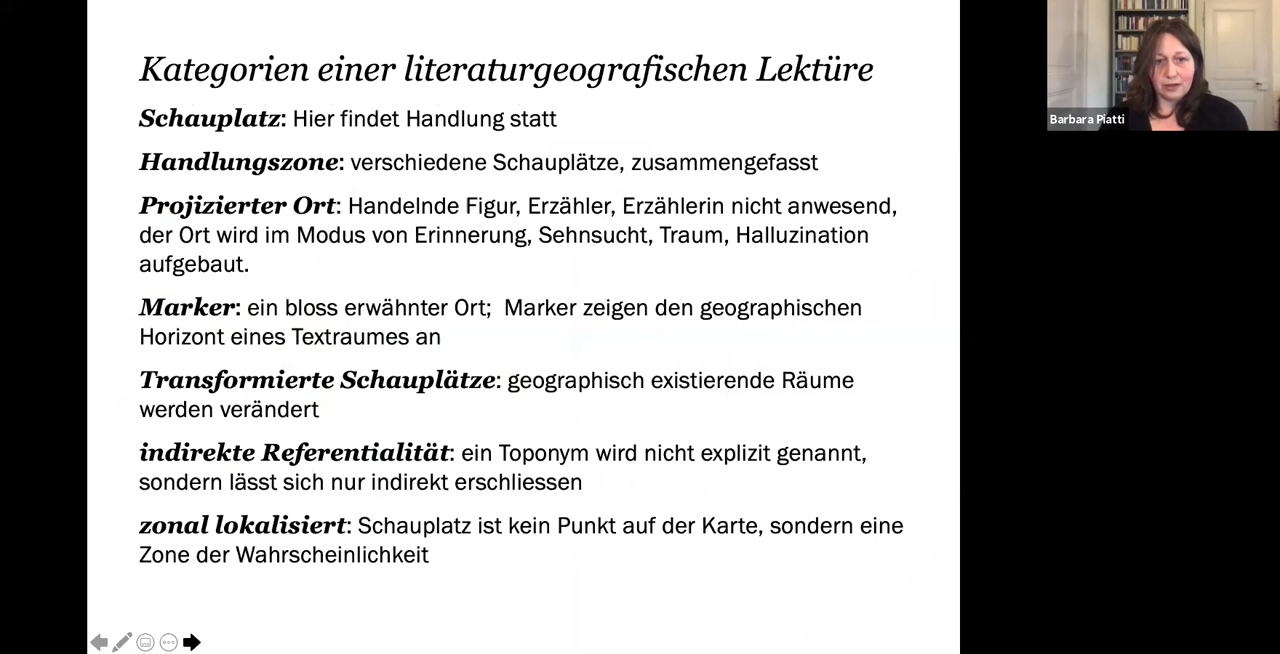 Kategorien einer literaturgeografischen Lektüre
Schauplatz: Hier findet Handlung statt
Handlungszone: verschiedene Schauplätze, zusammengefasst
Projizierter Ort: Handelnde Figur, Erzähler, Erzählerin nicht anwesend,
der Ort wird im Modus von Erinnerung, Sehnsucht, Traum, Halluzination
aufgebaut.
Marker: ein bloss erwähnter Ort;  Marker zeigen den geographischen
Horizont eines Textraumes an
Transformierte Schauplätze: geographisch existierende Räume
werden verändert
indirekte Referentialität: ein Toponym wird nicht explizit genannt,
sondern lässt sich nur indirekt erschliessen
zonal lokalisiert: Schauplatz ist kein Punkt auf der Karte, sondern eine
Zone der Wahrscheinlichkeit
Barbara Piatti